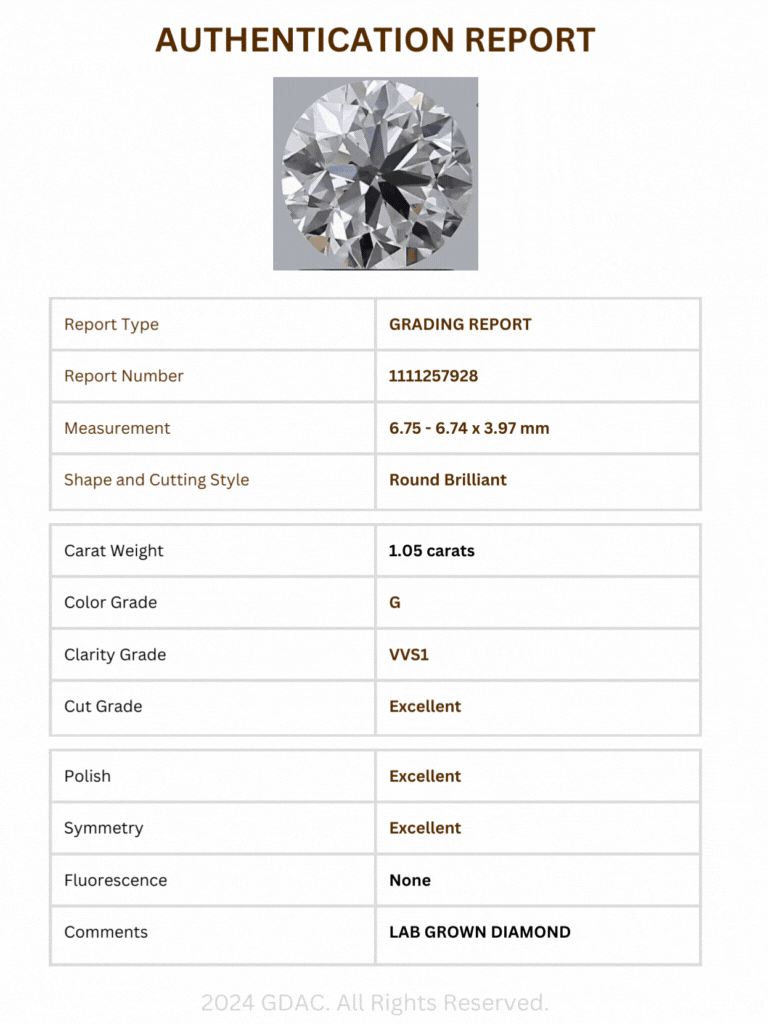 AUTHENTICATION REPORT
Report Type GRADING REPORT
Report Number 1111257928
Measurement 6.75 - 6.74 x 3.97 mm
Shape and Cutting Style Round Brilliant
Carat Weight 1.05 carats
Color Grade G
Clarity Grade VVS1
Cut Grade Excellent
Polish Excellent
Symmetry Excellent
Fluorescence None
Comments LAB GROWN DIAMOND
2024 GDAC. All Rights Reserved.